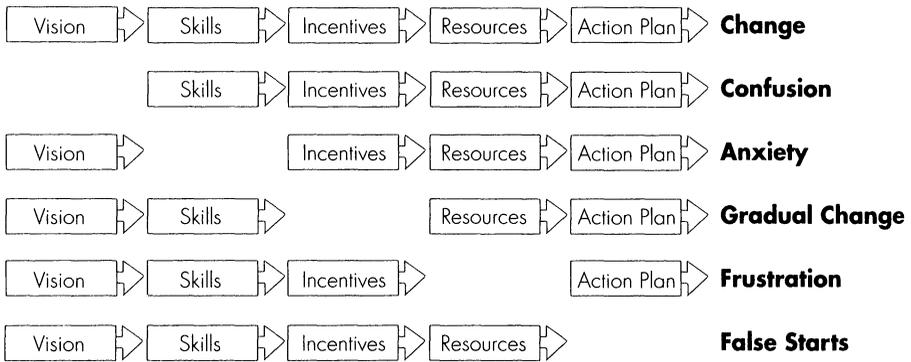 Vision Skills Incentives Resources Action Plan Change
Skills Incentives Resources Action Plan Confusion
Vision Incentives Resources Action Plan Anxiety
Vision Skills Resources Action Plan Gradual Change
Vision Skills Incentives Action Plan Frustration
Vision Skills Incentives Resources False Starts